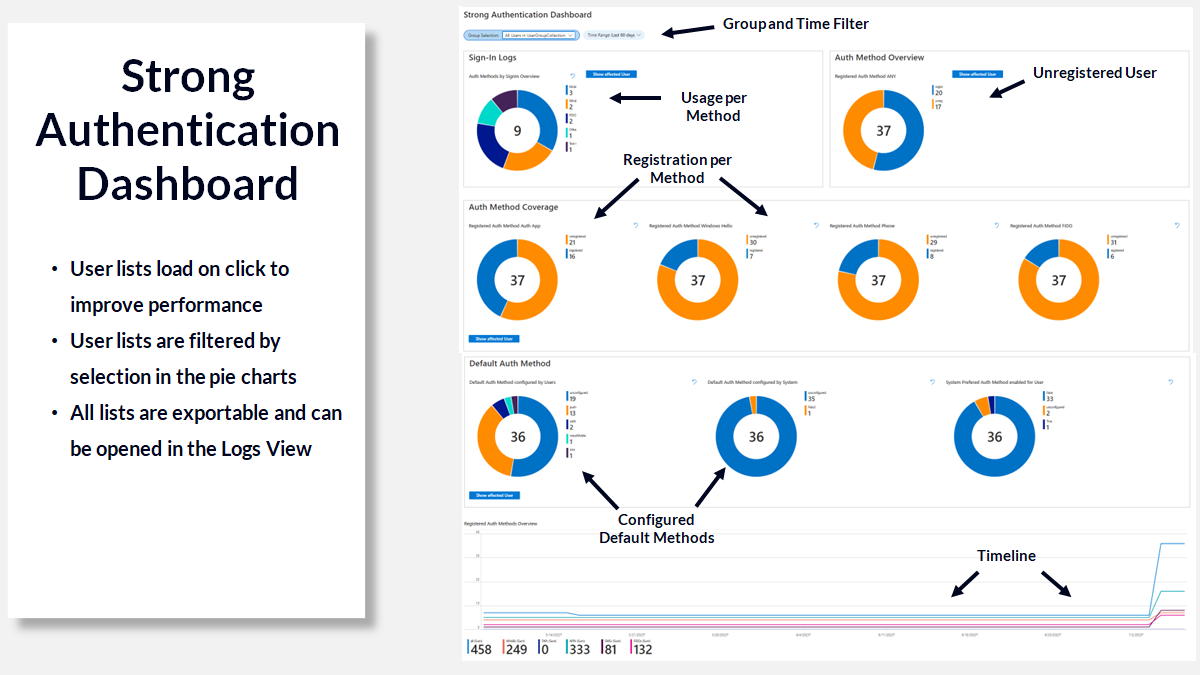 Strong
Authentication
Dashboard
• User lists load on click to
improve performance
• User lists are filtered by
selection in the pie charts
• All lists are exportable and can
be opened in the Logs View
Strong Authentication Dashboard
Group Selection: All Users in UserGroupCollection
Time Range: Last 60 days
Group and Time Filter
Sign-In Logs
Auth Methods by SignIn Overview
Show affected User
3
2
2
1
1
9
Usage per
Method
Auth Method Overview
Registered Auth Method ANY
Show affected User
20
17
37
Unregistered User
Registration per
Method
Auth Method Coverage
Registered Auth Method Auth App
unregistered
21
registered
16
37
Registered Auth Method Windows Hello
unregistered
30
registered
7
37
Registered Auth Method Phone
unregistered
29
registered
8
37
Registered Auth Method FIDO
unregistered
31
registered
6
37
Show affected User
Default Auth Method
Default Auth Method configured by Users
19
13
2
1
1
36
Default Auth Method configured by System
35
1
36
System Prefered Auth Method enabled for User
33
2
1
36
Show affected User
Configured
Default Methods
Registered Auth Methods Overview
Timeline
458
249
0
333
81
132